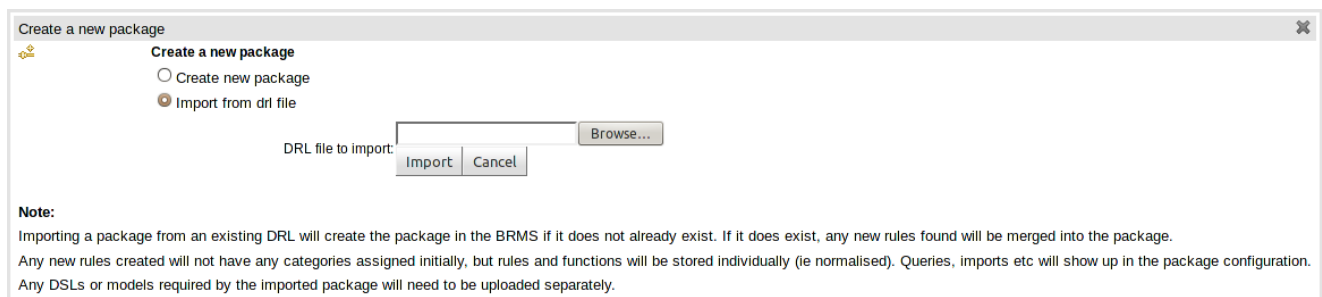 Create a new package
Create a new package
Create new package
Import from drl file
DRL file to import: Browse...
Import Cancel
Note:
Importing a package from an existing DRL will create the package in the BRMS if it does not already exist. If it does exist, any new rules found will be merged into the package.
Any new rules created will not have any categories assigned initially, but rules and functions will be stored individually (ie normalised). Queries, imports etc will show up in the package configuration.
Any DSLs or models required by the imported package will need to be uploaded separately.